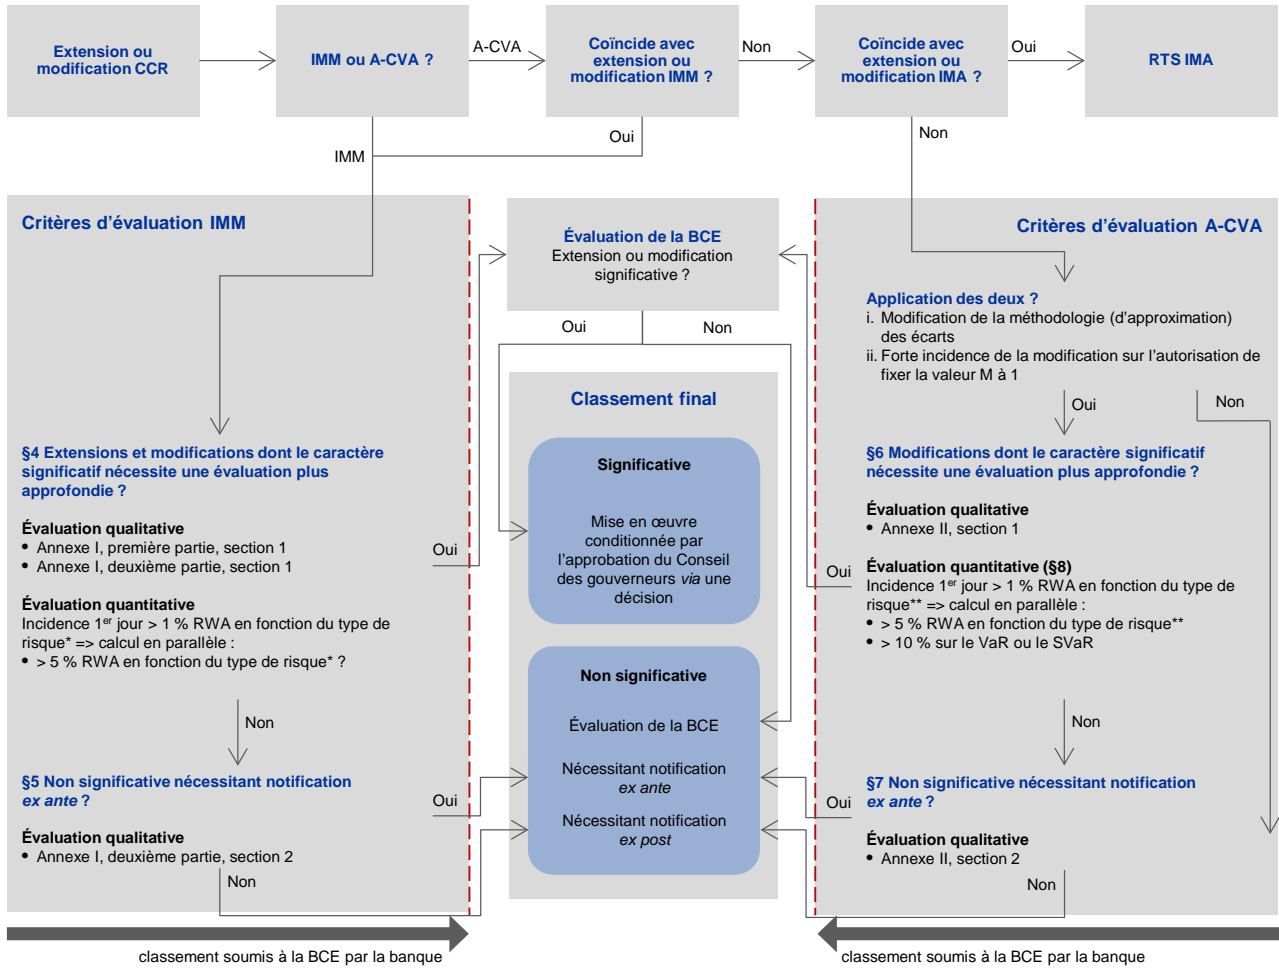 Extension ou
modification CCR
IMM ou A-CVA ?
A-CVA
Coïncide avec
extension ou
modification IMM ?
Non
Coïncide avec
extension ou
modification IMA ?
Oui
RTS IMA
Oui
IMM
Non
Critères d'évaluation IMM
§4 Extensions et modifications dont le caractère
significatif nécessite une évaluation plus
approfondie ?
Évaluation qualitative
• Annexe I, première partie, section 1
• Annexe I, deuxième partie, section 1
Évaluation quantitative
Incidence 1er jour > 1 % RWA en fonction du type de
risque* => calcul en parallèle :
• > 5 % RWA en fonction du type de risque* ?
Oui
Non
§5 Non significative nécessitant notification
ex ante ?
Oui
Évaluation qualitative
• Annexe I, deuxième partie, section 2
Non
Évaluation de la BCE
Extension ou modification
significative ?
Oui
Non
Classement final
Significative
Mise en œuvre
conditionnée par
l'approbation du Conseil
des gouverneurs via une
décision
Non significative
Évaluation de la BCE
Nécessitant notification
ex ante
Nécessitant notification
ex post
Critères d'évaluation A-CVA
Application des deux ?
i. Modification de la méthodologie (d'approximation)
des écarts
ii. Forte incidence de la modification sur l'autorisation de
fixer la valeur M à 1
Oui
Non
§6 Modifications dont le caractère significatif
nécessite une évaluation plus approfondie ?
Évaluation qualitative
• Annexe II, section 1
Évaluation quantitative (§8)
Incidence 1er jour > 1 % RWA en fonction du type de
risque** => calcul en parallèle :
• > 5 % RWA en fonction du type de risque**
• > 10 % sur le VaR ou le SVaR
Oui
Non
§7 Non significative nécessitant notification
ex ante ?
Oui
Évaluation qualitative
• Annexe II, section 2
Non
classement soumis à la BCE par la banque
classement soumis à la BCE par la banque